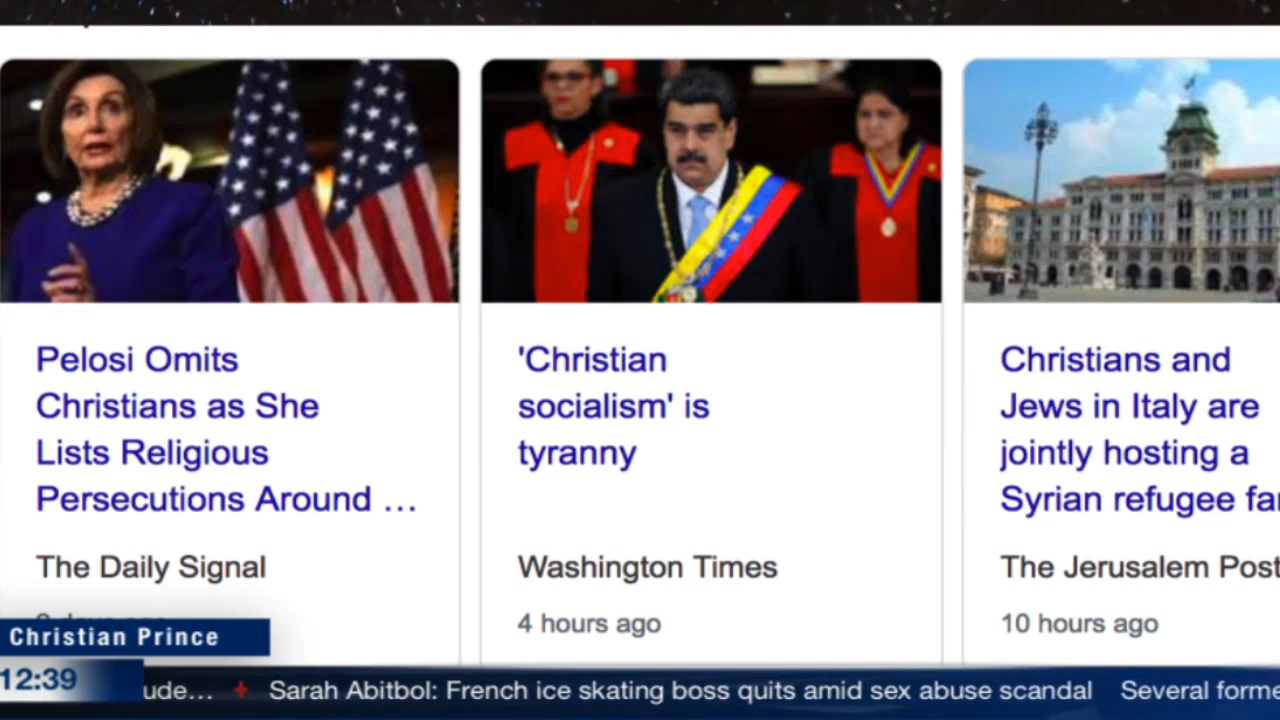 Pelosi Omits
Christians as She
Lists Religious
Persecutions Around ...
The Daily Signal
'Christian
socialism' is
tyranny
Washington Times
4 hours ago
Christians and
Jews in Italy are
jointly hosting a
Syrian refugee
The Jerusalem Post
10 hours ago
Christian Prince
12:39
ude... Sarah Abitbol: French ice skating boss quits amid sex abuse scandal Several forme